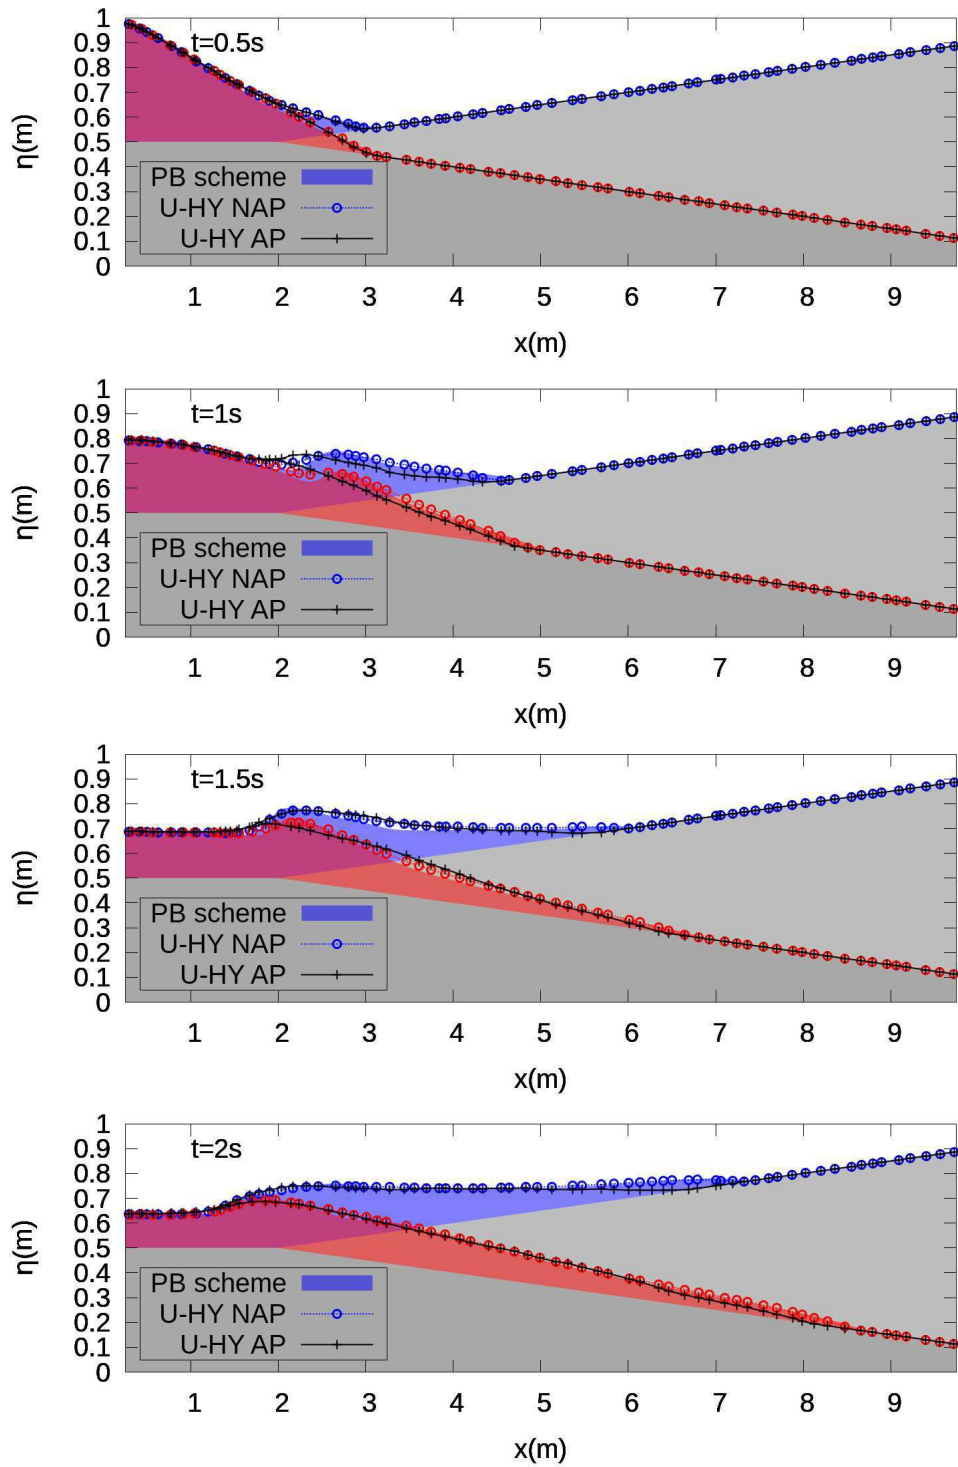 1
0.9
0.8
0.7
0.6
0.5
0.4
0.3
0.2
0.1
0
η(m)
t=0.5s
PB scheme
U-HY NAP
U-HY AP
1 2 3 4 5 6 7 8 9
x(m)
1
0.9
0.8
0.7
0.6
0.5
0.4
0.3
0.2
0.1
0
η(m)
t=1s
PB scheme
U-HY NAP
U-HY AP
1 2 3 4 5 6 7 8 9
x(m)
1
0.9
0.8
0.7
0.6
0.5
0.4
0.3
0.2
0.1
0
η(m)
t=1.5s
PB scheme
U-HY NAP
U-HY AP
1 2 3 4 5 6 7 8 9
x(m)
1
0.9
0.8
0.7
0.6
0.5
0.4
0.3
0.2
0.1
0
η(m)
t=2s
PB scheme
U-HY NAP
U-HY AP
1 2 3 4 5 6 7 8 9
x(m)